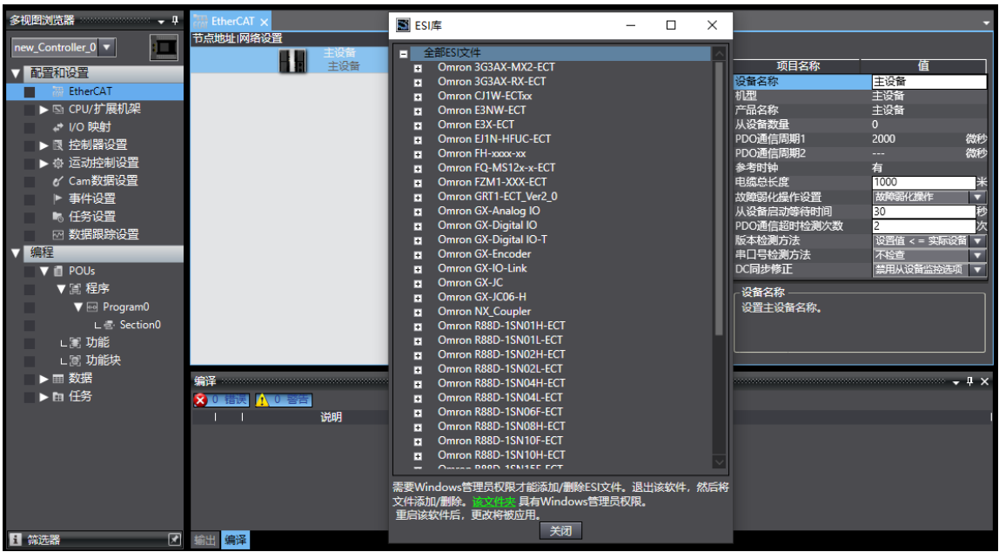 多视图浏览器
new_Controller_0
配置和设置
EtherCAT
CPU/扩展机架
I/O 映射
控制器设置
运动控制设置
Cam数据设置
事件设置
任务设置
数据跟踪设置
编程
POUs
程序
Program0
Section0
功能
功能块
数据
任务
筛选器
EtherCAT
节点地址|网络设置
主设备
主设备
ESI库
全部ESI文件
Omron 3G3AX-MX2-ECT
Omron 3G3AX-RX-ECT
Omron CJ1W-ECTxx
Omron E3NW-ECT
Omron E3X-ECT
Omron EJ1N-HFUC-ECT
Omron FH-xxxx-xx
Omron FQ-MS12x-x-ECT
Omron FZM1-XXX-ECT
Omron GRT1-ECT_Ver2_0
Omron GX-Analog IO
Omron GX-Digital IO
Omron GX-Digital IO-T
Omron GX-Encoder
Omron GX-IO-Link
Omron GX-JC
Omron GX-JC06-H
Omron NX_Coupler
Omron R88D-1SN01H-ECT
Omron R88D-1SN01L-ECT
Omron R88D-1SN02H-ECT
Omron R88D-1SN02L-ECT
Omron R88D-1SN04H-ECT
Omron R88D-1SN04L-ECT
Omron R88D-1SN06F-ECT
Omron R88D-1SN08H-ECT
Omron R88D-1SN10F-ECT
Omron R88D-1SN10H-ECT
Omron R88D-1SN15F-ECT
需要Windows管理员权限才能添加/删除ESI文件。退出该软件，然后将
文件添加/删除。该文件夹 具有Windows管理员权限。
重启该软件后，更改将被应用。
关闭
项目名称 值
设备名称 主设备
机型 主设备
产品名称 主设备
从设备数量 0
PDO通信周期1 2000 微秒
PDO通信周期2 --- 微秒
参考时钟 有
电缆总长度 1000 米
故障弱化操作设置 故障弱化操作
从设备启动等待时间 30 秒
PDO通信超时检测次数 2 次
版本检测方法 设置值 < = 实际设备
串口号检测方法 不检查
DC同步修正 禁用从设备监控选项
设备名称
设置主设备名称。
编译
0 错误 0 警告
说明
输出 编译